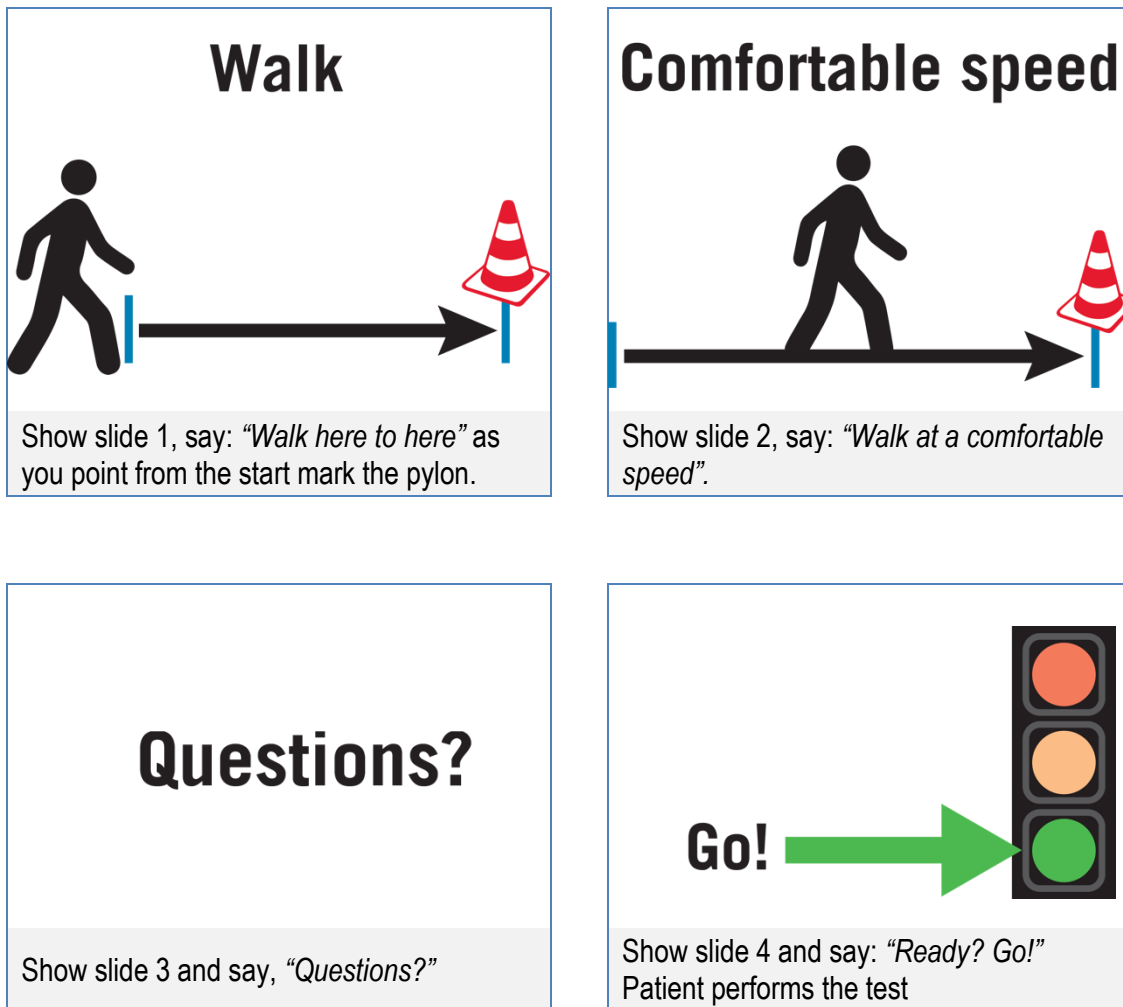 Walk
Show slide 1, say: “Walk here to here” as
you point from the start mark the pylon.
Comfortable speed
Show slide 2, say: “Walk at a comfortable
speed”.
Questions?
Show slide 3 and say, “Questions?”
Go!
Show slide 4 and say: “Ready? Go!”
Patient performs the test